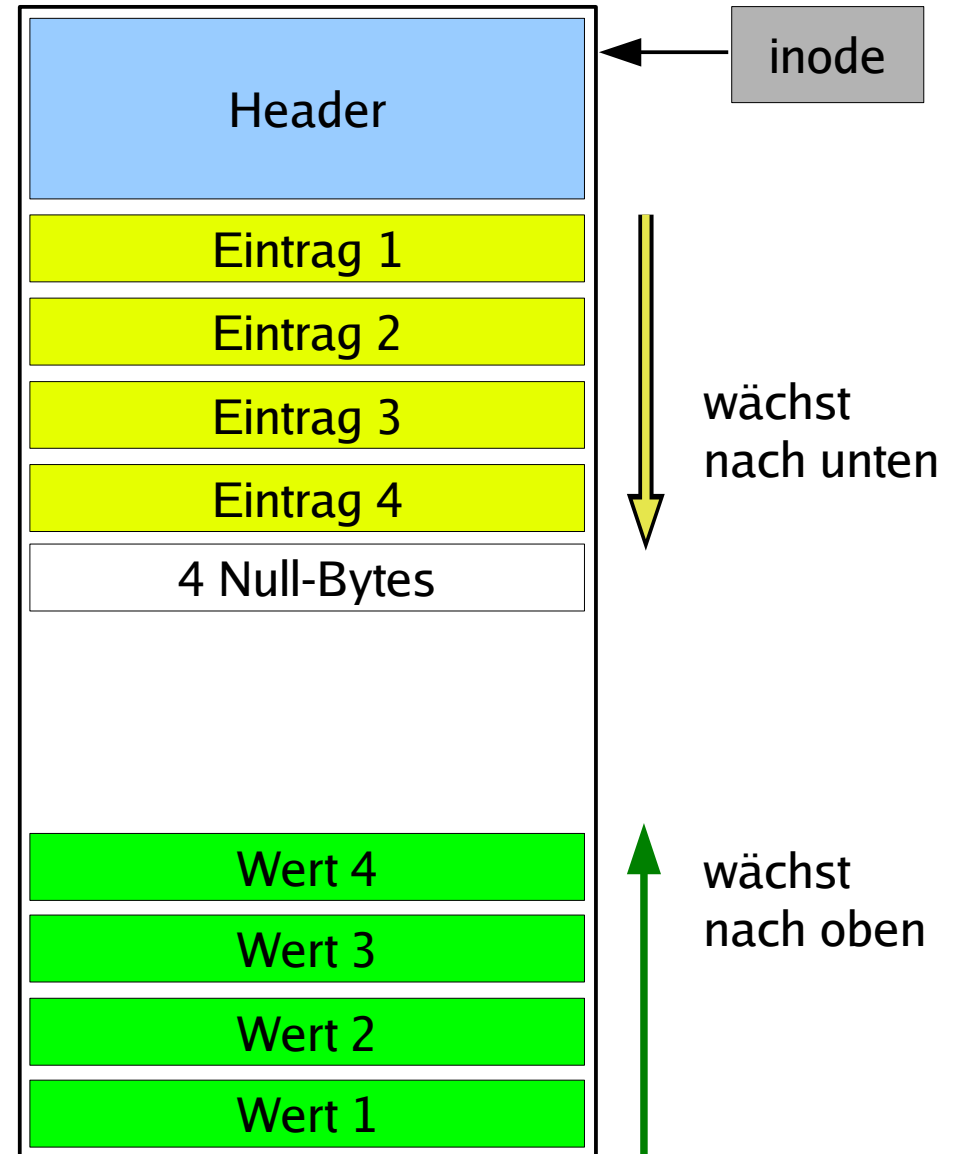 inode
Header
Eintrag 1
Eintrag 2
Eintrag 3
Eintrag 4
wächst
nach unten
4 Null-Bytes
Wert 4
Wert 3
Wert 2
Wert 1
wächst
nach oben